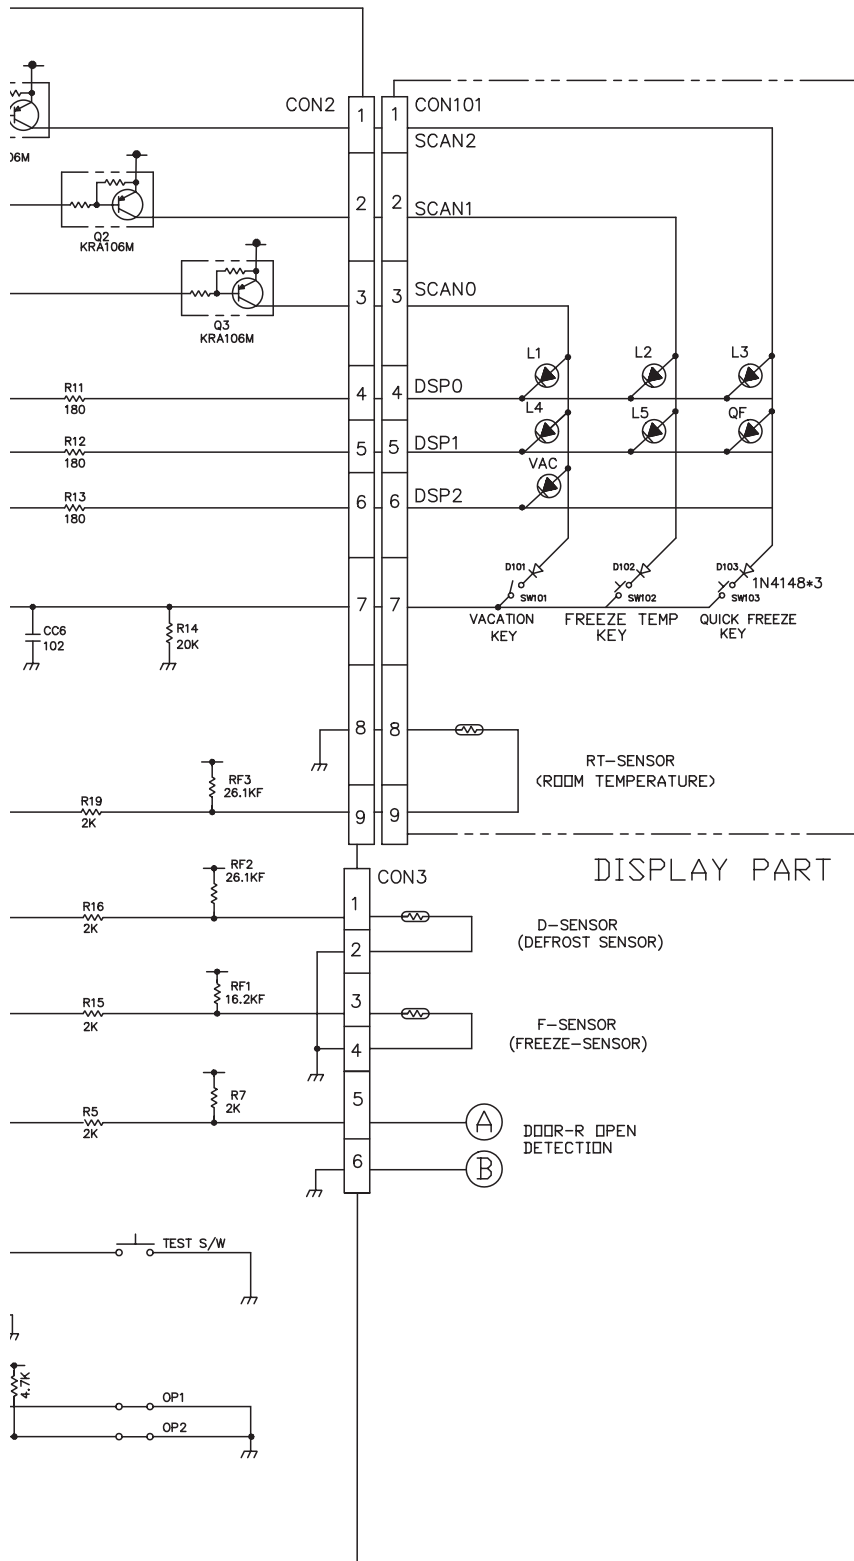 CON2
1
1
CON101
SCAN2
06M
2
2
SCAN1
Q2
KRA106M
3
3
SCAN0
Q3
KRA106M
L1
L2
L3
R11
180
4
4
DSP0
L4
L5
QF
R12
180
5
5
DSP1
VAC
R13
180
6
6
DSP2
D101
D102
D103
1N4148*3
SW101
SW102
SW103
7
7
VACATION
KEY
FREEZE TEMP
KEY
QUICK FREEZE
KEY
CC6
102
R14
20K
8
8
RT-SENSOR
(ROOM TEMPERATURE)
RF3
26.1KF
R19
2K
9
9
DISPLAY PART
RF2
26.1KF
CON3
R16
2K
1
D-SENSOR
(DEFROST SENSOR)
2
RF1
16.2KF
R15
2K
3
F-SENSOR
(FREEZE-SENSOR)
4
R7
2K
R5
2K
5
A
DOOR-R OPEN
DETECTION
6
B
TEST S/W
4.7K
OP1
OP2